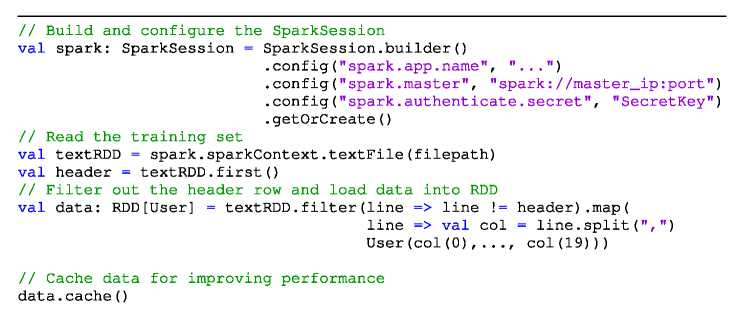 // Build and configure the SparkSession
val spark: SparkSession = SparkSession.builder()
.config("spark.app.name", "...")
.config("spark.master", "spark://master_ip:port")
.config("spark.authenticate.secret", "SecretKey")
.getOrCreate()
// Read the training set
val textRDD = spark.sparkContext.textFile(filepath)
val header = textRDD.first()
// Filter out the header row and load data into RDD
val data: RDD[User] = textRDD.filter(line => line != header).map(
line => val col = line.split(",")
User(col(0),..., col(19)))
// Cache data for improving performance
data.cache()